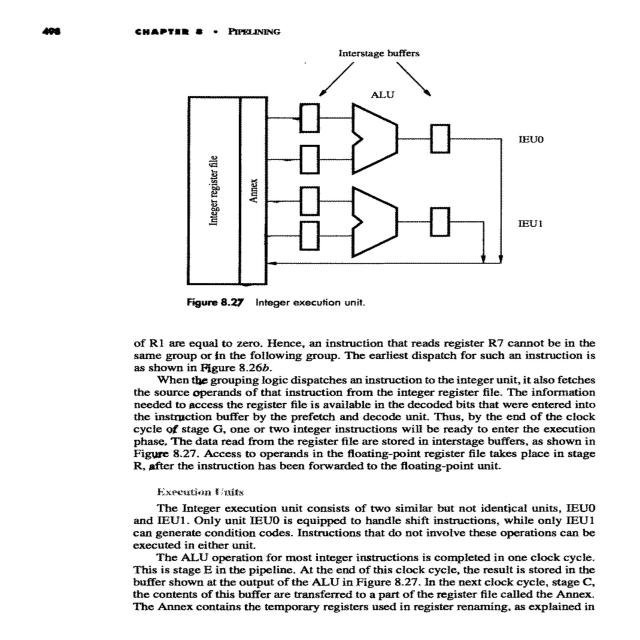 498 CHAPTER 8 • PIPELINING
Interstage buffers
ALU
IEU0
Integer register file
Annex
IEU1
Figure 8.27 Integer execution unit.
of R1 are equal to zero. Hence, an instruction that reads register R7 cannot be in the
same group or in the following group. The earliest dispatch for such an instruction is
as shown in Figure 8.26b.
When the grouping logic dispatches an instruction to the integer unit, it also fetches
the source operands of that instruction from the integer register file. The information
needed to access the register file is available in the decoded bits that were entered into
the instruction buffer by the prefetch and decode unit. Thus, by the end of the clock
cycle of stage G, one or two integer instructions will be ready to enter the execution
phase. The data read from the register file are stored in interstage buffers, as shown in
Figure 8.27. Access to operands in the floating-point register file takes place in stage
R, after the instruction has been forwarded to the floating-point unit.
Execution Units
The Integer execution unit consists of two similar but not identical units, IEU0
and IEU1. Only unit IEU0 is equipped to handle shift instructions, while only IEU1
can generate condition codes. Instructions that do not involve these operations can be
executed in either unit.
The ALU operation for most integer instructions is completed in one clock cycle.
This is stage E in the pipeline. At the end of this clock cycle, the result is stored in the
buffer shown at the output of the ALU in Figure 8.27. In the next clock cycle, stage C,
the contents of this buffer are transferred to a part of the register file called the Annex.
The Annex contains the temporary registers used in register renaming, as explained in